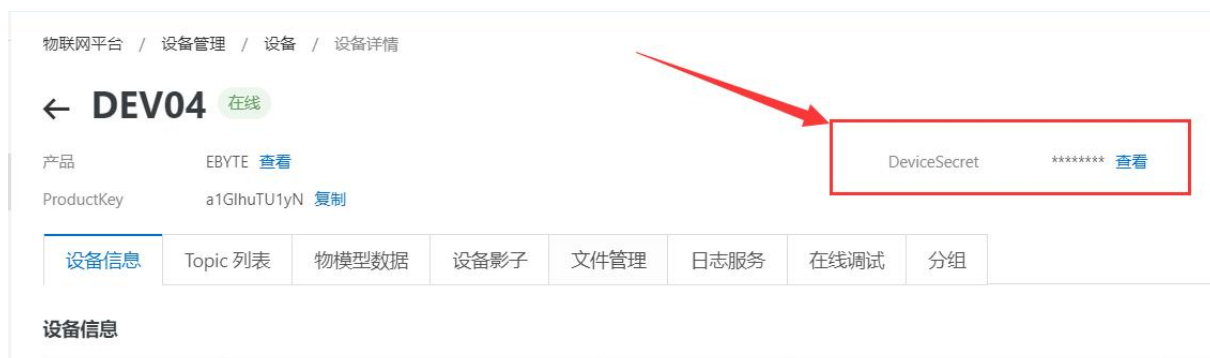 物联网平台 / 设备管理 / 设备 / 设备详情
← DEV04 在线
产品 EBYTE 查看 DeviceSecret ******** 查看
ProductKey a1GlhuTU1yN 复制
设备信息 Topic 列表 物模型数据 设备影子 文件管理 日志服务 在线调试 分组
设备信息